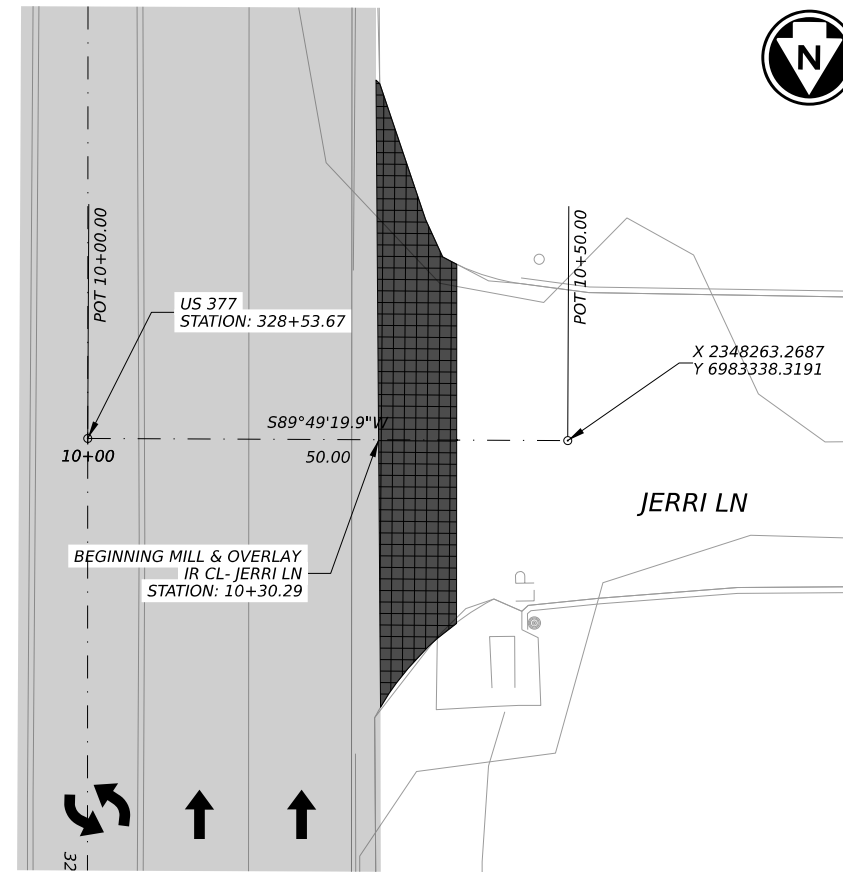 N
POT 10+00.00
POT 10+50.00
US 377
STATION: 328+53.67
X 2348263.2687
Y 6983338.3191
S89°49'19.9"W
10+00
50.00
JERRI LN
BEGINNING MILL & OVERLAY
IR CL- JERRI LN
STATION: 10+30.29
LP
32